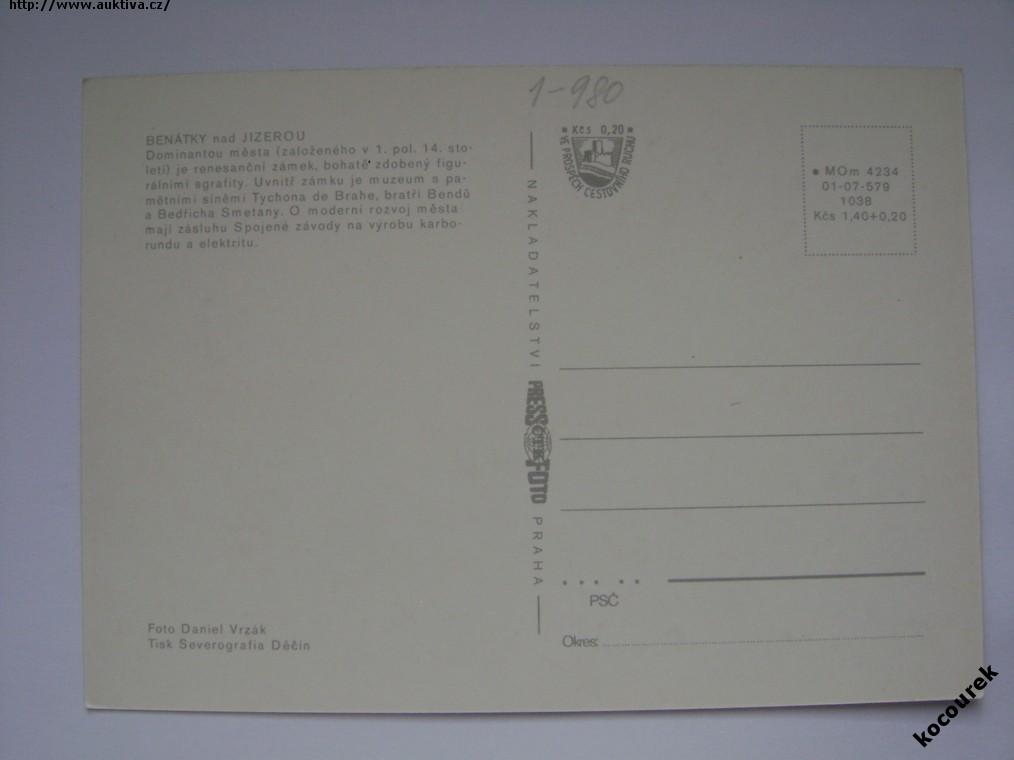 http://www.auktiva.cz/
1-980
BENÁTKY nad JIZEROU
Dominantou města (založeného v 1. pol. 14. sto-
letí) je renesanční zámek, bohatě zdobený figu-
rálními sgrafity. Uvnitř zámku je muzeum s pa-
mětními síněmi Tychona de Brahe, bratří Bendů
a Bedřicha Smetany. O moderní rozvoj města
mají zásluhu Spojené závody na výrobu karbo-
rundu a elektritu.
Foto Daniel Vrzák
Tisk Severografia Děčín
NAKLADATELSTVÍ PRESSFOTO PRAHA
ČTK
* Kčs 0,20 *
VE PROSPĚCH CESTOVNÍHO RUCHU
* MOm 4234
01-07-579
1038
Kčs 1,40+0,20
PSČ
Okres:
kocourek